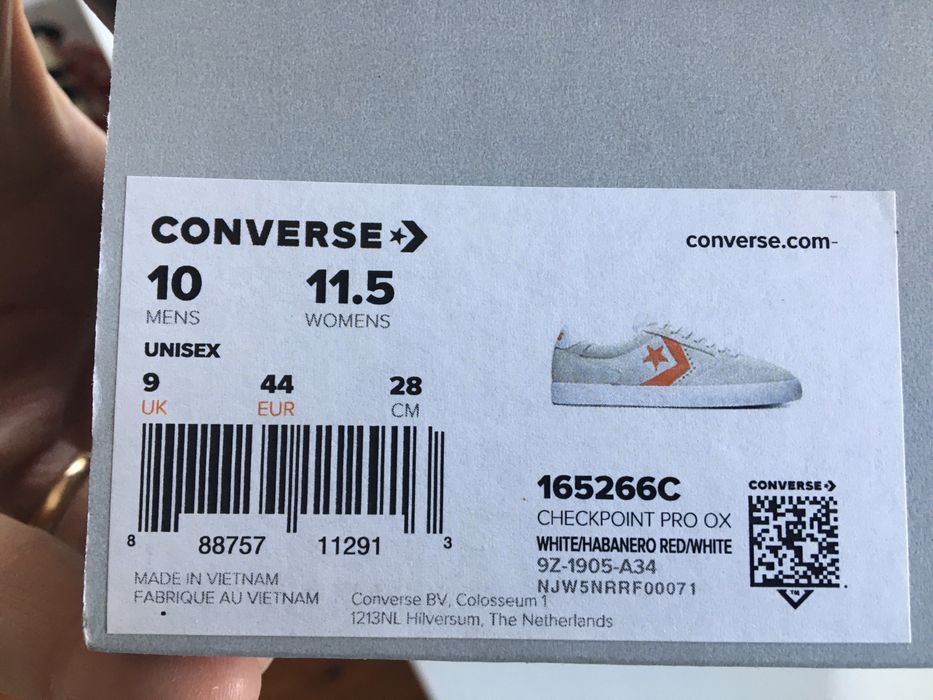 CONVERSE
converse.com
10 11.5
MENS WOMENS
UNISEX
9 44 28
UK EUR CM
8 88757 11291 3
165266C
CHECKPOINT PRO OX
WHITE/HABANERO RED/WHITE
9Z-1905-A34
NJW5NRRF00071
CONVERSE
TM
MADE IN VIETNAM
FABRIQUE AU VIETNAM
Converse BV, Colosseum 1
1213NL Hilversum, The Netherlands